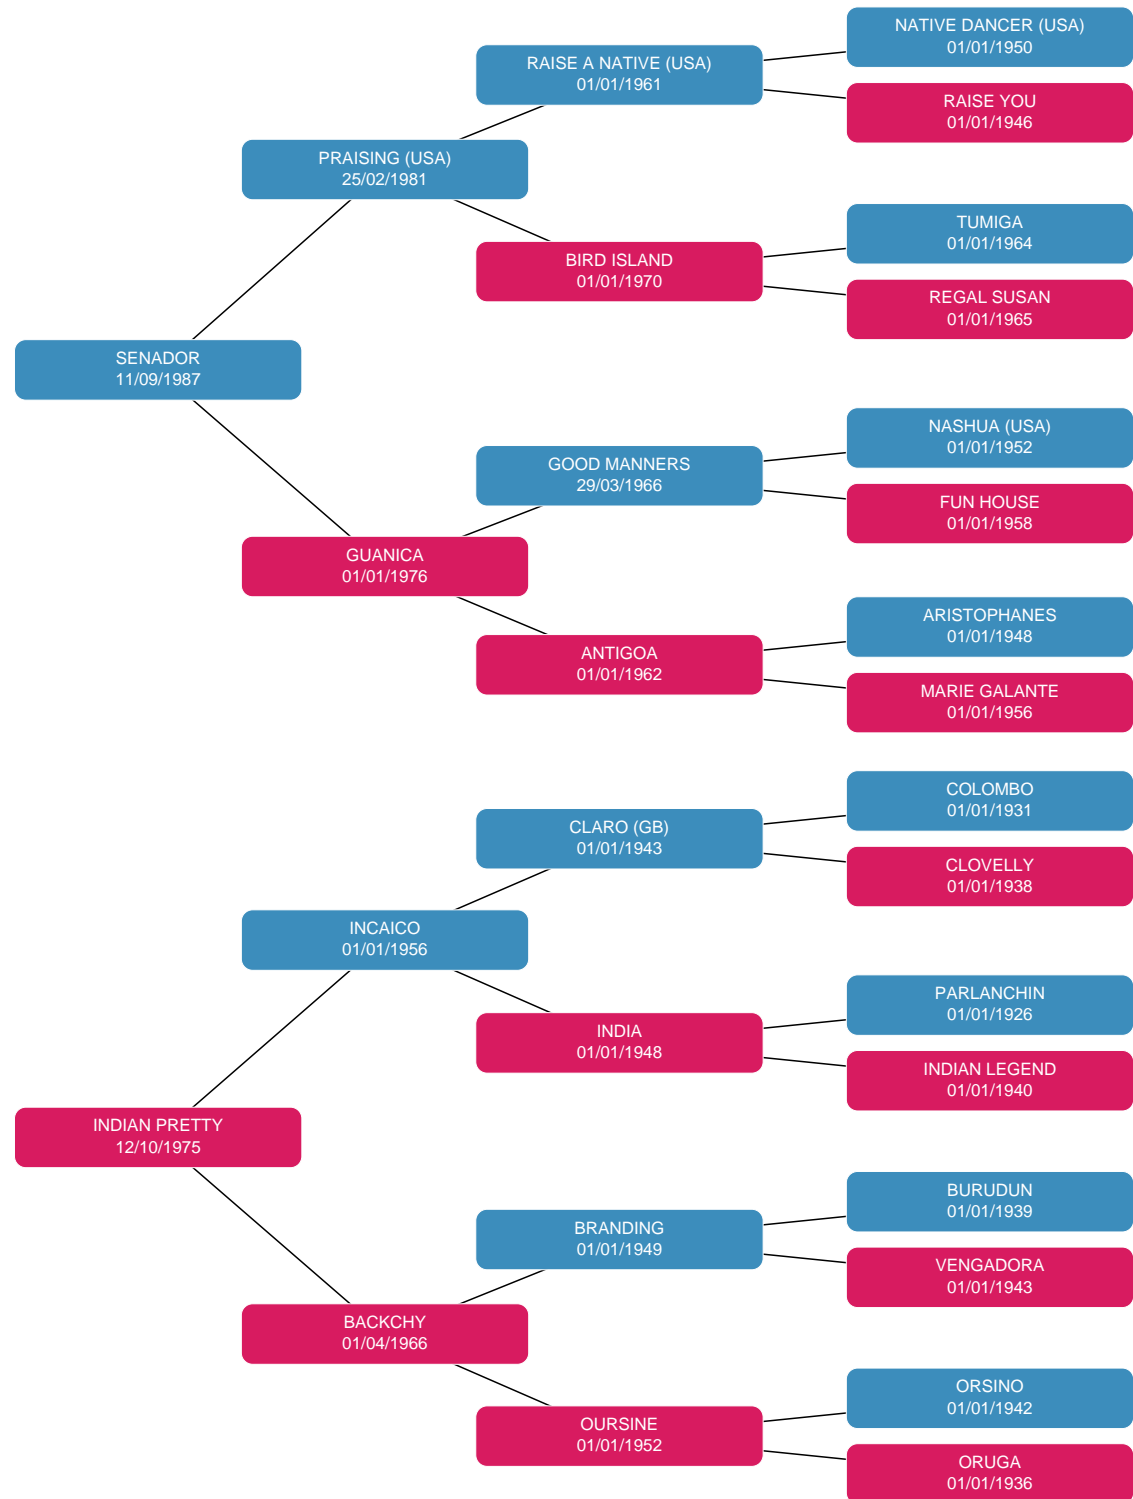 NATIVE DANCER (USA)
01/01/1950
RAISE A NATIVE (USA)
01/01/1961
RAISE YOU
01/01/1946
PRAISING (USA)
25/02/1981
TUMIGA
01/01/1964
BIRD ISLAND
01/01/1970
REGAL SUSAN
01/01/1965
SENADOR
11/09/1987
NASHUA (USA)
01/01/1952
GOOD MANNERS
29/03/1966
FUN HOUSE
01/01/1958
GUANICA
01/01/1976
ARISTOPHANES
01/01/1948
ANTIGOA
01/01/1962
MARIE GALANTE
01/01/1956
COLOMBO
01/01/1931
CLARO (GB)
01/01/1943
CLOVELLY
01/01/1938
INCAICO
01/01/1956
PARLANCHIN
01/01/1926
INDIA
01/01/1948
INDIAN LEGEND
01/01/1940
INDIAN PRETTY
12/10/1975
BURUDUN
01/01/1939
BRANDING
01/01/1949
VENGADORA
01/01/1943
BACKCHY
01/04/1966
ORSINO
01/01/1942
OURSINE
01/01/1952
ORUGA
01/01/1936